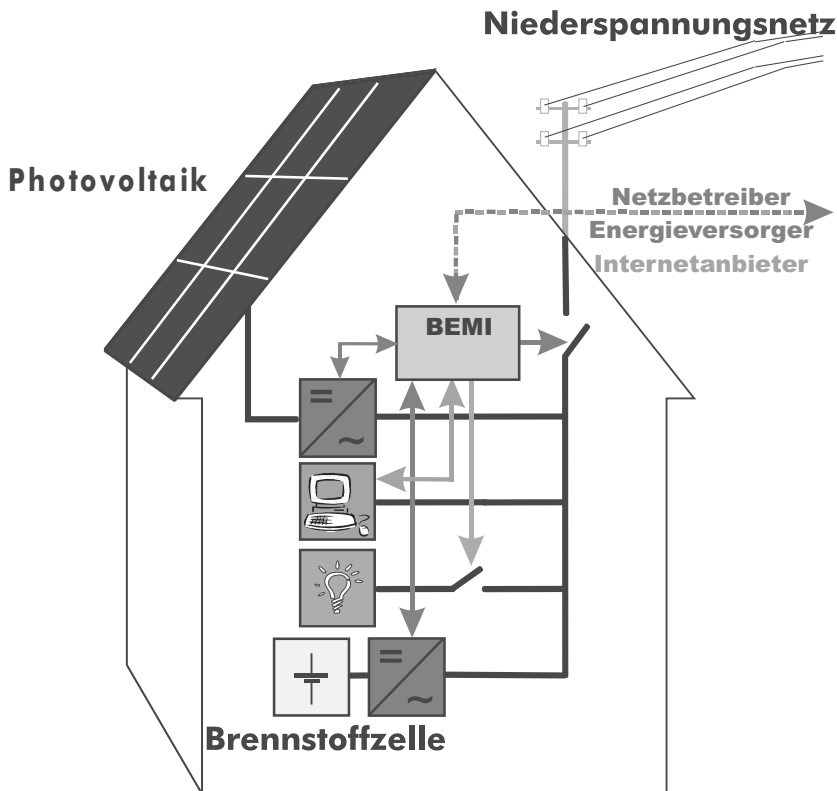 Niederspannungsnetz
Photovoltaik
Netzbetreiber
Energieversorger
Internetanbieter
BEMI
=
~
=
~
Brennstoffzelle